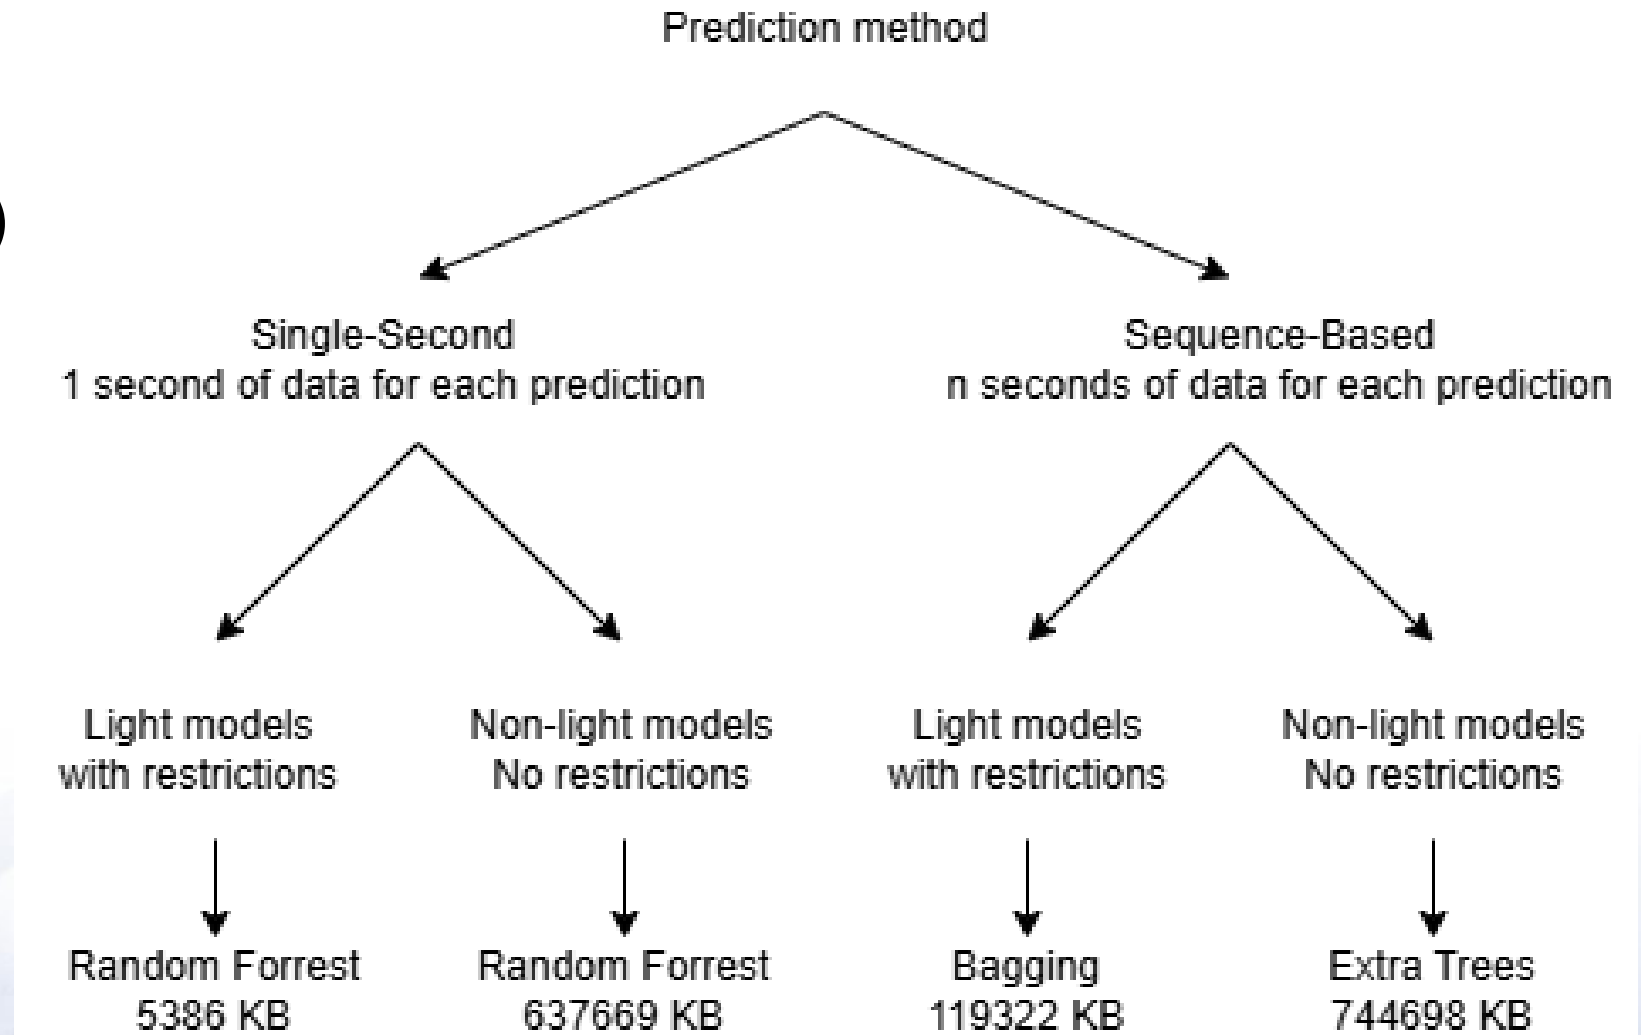 Prediction method
)
Single-Second
1 second of data for each prediction
Sequence-Based
n seconds of data for each prediction
Light models
with restrictions
Non-light models
No restrictions
Light models
with restrictions
Non-light models
No restrictions
Random Forrest
5386 KB
Random Forrest
637669 KB
Bagging
119322 KB
Extra Trees
744698 KB